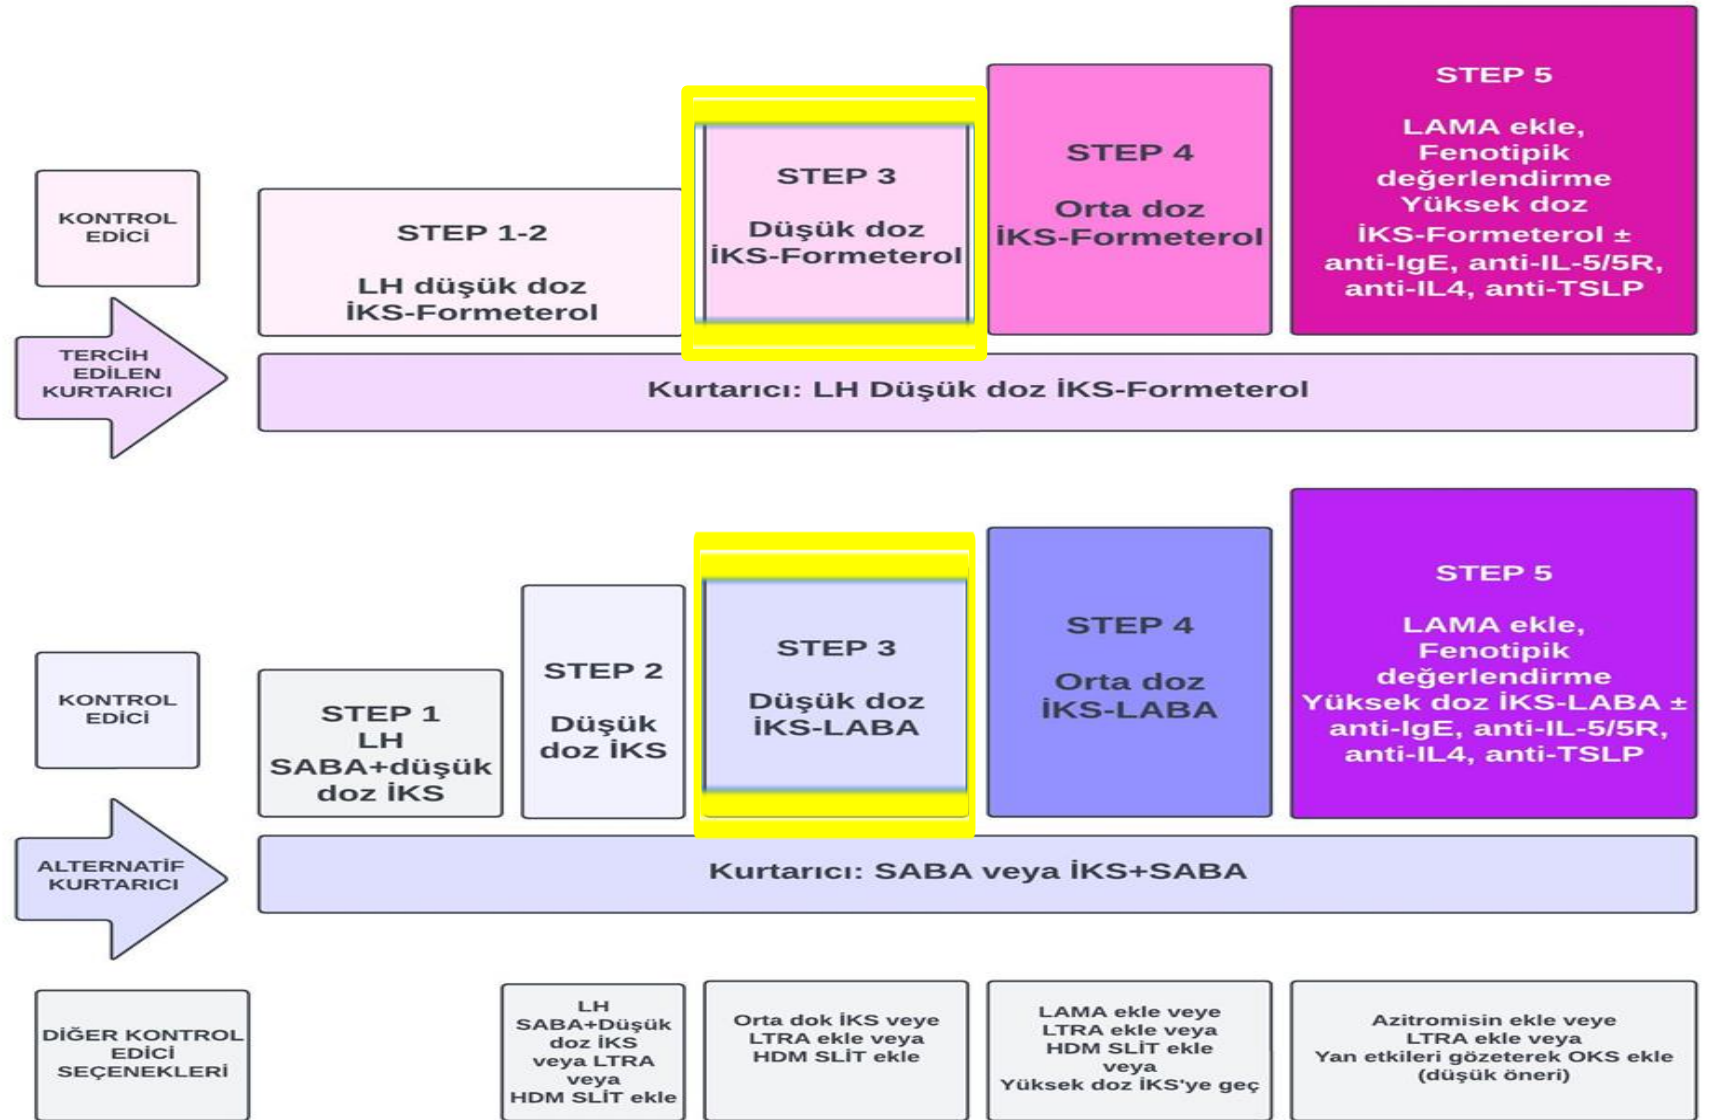 KONTROL
EDİCİ
STEP 1-2
LH düşük doz
İKS-Formeterol
STEP 3
Düşük doz
İKS-Formeterol
STEP 4
Orta doz
İKS-Formeterol
STEP 5
LAMA ekle,
Fenotipik
değerlendirme
Yüksek doz
İKS-Formeterol ±
anti-IgE, anti-IL-5/5R,
anti-IL4, anti-TSLP
TERCİH
EDİLEN
KURTARICI
Kurtarıcı: LH Düşük doz İKS-Formeterol
KONTROL
EDİCİ
STEP 1
LH
SABA+düşük
doz İKS
STEP 2
Düşük
doz İKS
STEP 3
Düşük doz
İKS-LABA
STEP 4
Orta doz
İKS-LABA
STEP 5
LAMA ekle,
Fenotipik
değerlendirme
Yüksek doz İKS-LABA ±
anti-IgE, anti-IL-5/5R,
anti-IL4, anti-TSLP
ALTERNATİF
KURTARICI
Kurtarıcı: SABA veya İKS+SABA
DİĞER KONTROL
EDİCİ
SEÇENEKLERİ
LH
SABA+Düşük
doz İKS
veya LTRA
veya
HDM SLİT ekle
Orta dok İKS veye
LTRA ekle veya
HDM SLİT ekle
LAMA ekle veya
LTRA ekle veya
HDM SLİT ekle
veya
Yüksek doz İKS'ye geç
Azitromisin ekle veye
LTRA ekle veya
Yan etkileri gözeterek OKS ekle
(düşük öneri)